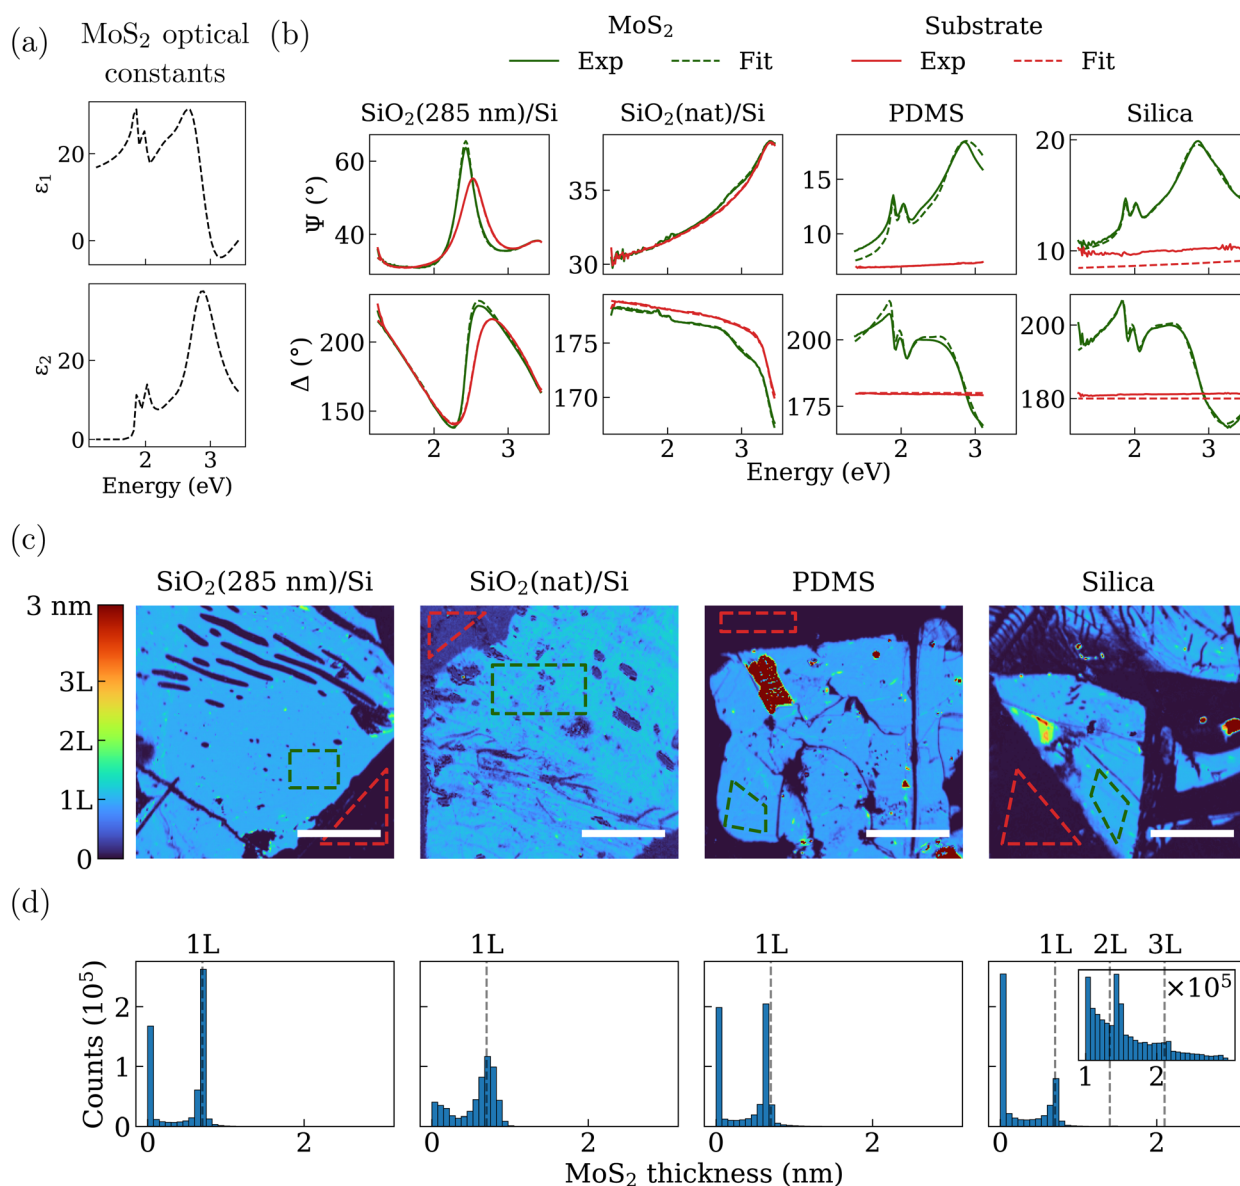 (a)
MoS₂ optical
constants
20
0
ε₁
20
0
ε₂
2 3
Energy (eV)
(b)
MoS₂ Substrate
Exp Fit Exp Fit
SiO₂(285 nm)/Si SiO₂(nat)/Si PDMS Silica
Ψ (°)
60
40
35
30
15
10
20
10
Δ (°)
200
150
175
170
200
175
200
180
2 3 2 3 2 3 2 3
Energy (eV)
(c)
SiO₂(285 nm)/Si SiO₂(nat)/Si PDMS Silica
3 nm
3L
2L
1L
0
(d)
1L 1L 1L 1L 2L 3L
×10⁵
1 2
Counts (10⁵)
2
1
0
0 2 0 2 0 2 0 2
MoS₂ thickness (nm)